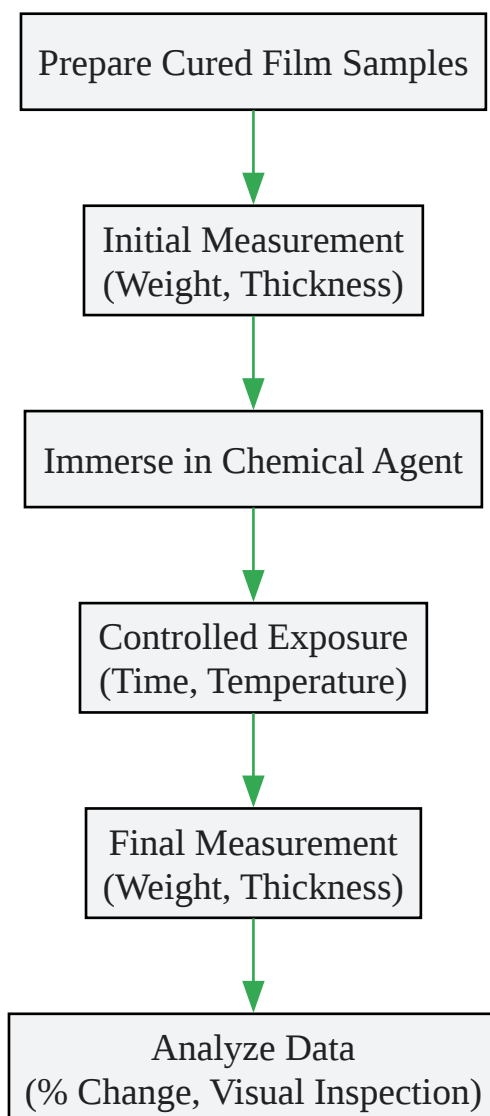 Prepare Cured Film Samples
Initial Measurement
(Weight, Thickness)
Immerse in Chemical Agent
Controlled Exposure
(Time, Temperature)
Final Measurement
(Weight, Thickness)
Analyze Data
(% Change, Visual Inspection)